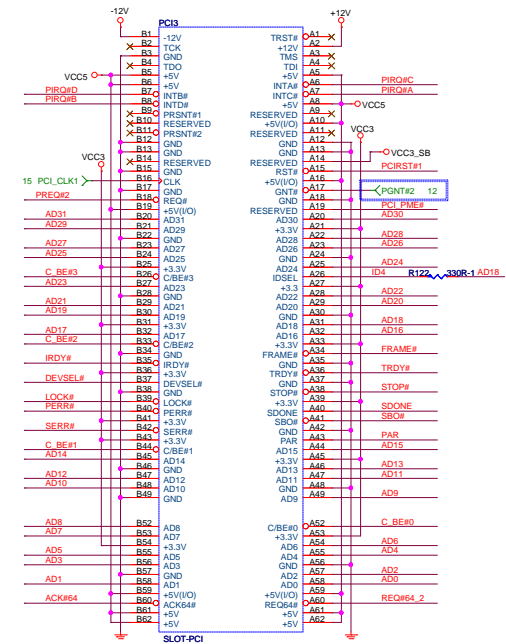 -12V +12V
PCI3
B1 -12V TRST# A1
B2 TCK +12V A2
B3 GND TMS A3
B4 TDO TDI A4
VCC5 B5 +5V +5V A5
B6 +5V INTA# A6 PIRQ#C
PIRQ#D B7 INTB# INTC# A7 PIRQ#A
PIRQ#B B8 INTD# +5V A8 VCC5
B9 PRSNT#1 RESERVED A9
B10 RESERVED +5V(I/O) A10
B11 PRSNT#2 RESERVED A11
B12 GND GND A12 VCC3
B13 GND GND A13
VCC3 B14 RESERVED RESERVED A14 VCC3_SB
B15 GND RST# A15 PCIRST#1
15 PCI_CLK1 B16 CLK +5V(I/O) A16
B17 GND GNT# A17 PGNT#2 12
PREQ#2 B18 REQ# GND A18
B19 +5V(I/O) RESERVED A19 PCI_PME#
AD31 B20 AD31 AD30 A20 AD30
AD29 B21 AD29 +3.3V A21
B22 GND AD28 A22 AD28
AD27 B23 AD27 AD26 A23 AD26
AD25 B24 AD25 GND A24
B25 +3.3V AD24 A25 AD24
C_BE#3 B26 C/BE#3 IDSEL A26 ID4 R122 330R-1 AD18
AD23 B27 AD23 +3.3 A27
B28 GND AD22 A28 AD22
AD21 B29 AD21 AD20 A29 AD20
AD19 B30 AD19 GND A30
B31 +3.3V AD18 A31 AD18
AD17 B32 AD17 AD16 A32 AD16
C_BE#2 B33 C/BE#2 +3.3V A33
B34 GND FRAME# A34 FRAME#
IRDY# B35 IRDY# GND A35
B36 +3.3V TRDY# A36 TRDY#
DEVSEL# B37 DEVSEL# GND A37
B38 GND STOP# A38 STOP#
LOCK# B39 LOCK# +3.3V A39
PERR# B40 PERR# SDONE A40 SDONE
B41 +3.3V SBO# A41 SBO#
SERR# B42 SERR# GND A42
B43 +3.3V PAR A43 PAR
C_BE#1 B44 C/BE#1 AD15 A44 AD15
AD14 B45 AD14 +3.3V A45
B46 GND AD13 A46 AD13
AD12 B47 AD12 AD11 A47 AD11
AD10 B48 AD10 GND A48
B49 GND AD9 A49 AD9
AD8 B52 AD8 C/BE#0 A52 C_BE#0
AD7 B53 AD7 +3.3V A53
B54 +3.3V AD6 A54 AD6
AD5 B55 AD5 AD4 A55 AD4
AD3 B56 AD3 GND A56
B57 GND AD2 A57 AD2
AD1 B58 AD1 AD0 A58 AD0
B59 +5V(I/O) +5V(I/O) A59
ACK#64 B60 ACK64# REQ64# A60 REQ#64_2
B61 +5V +5V A61
B62 +5V +5V A62
SLOT-PCI